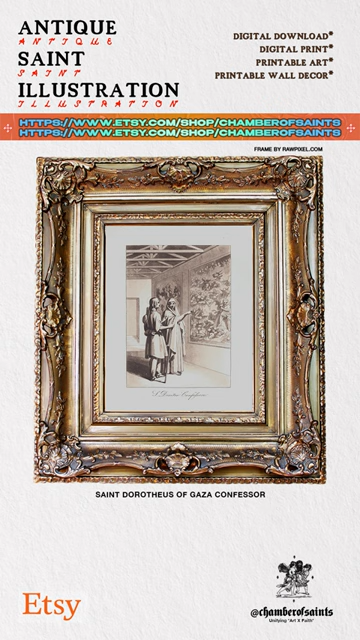 ANTIQUE
ANTIQUE
SAINT
SAINT
ILLUSTRATION
ILLUSTRATION
DIGITAL DOWNLOAD*
DIGITAL PRINT*
PRINTABLE ART*
PRINTABLE WALL DECOR*
HTTPS://WWW.ETSY.COM/SHOP/CHAMBEROFSAINTS
HTTPS://WWW.ETSY.COM/SHOP/CHAMBEROFSAINTS
FRAME BY RAWPIXEL.COM
SAINT DOROTHEUS OF GAZA CONFESSOR
Etsy
@chamberofsaints
Unifying "Art X Faith"